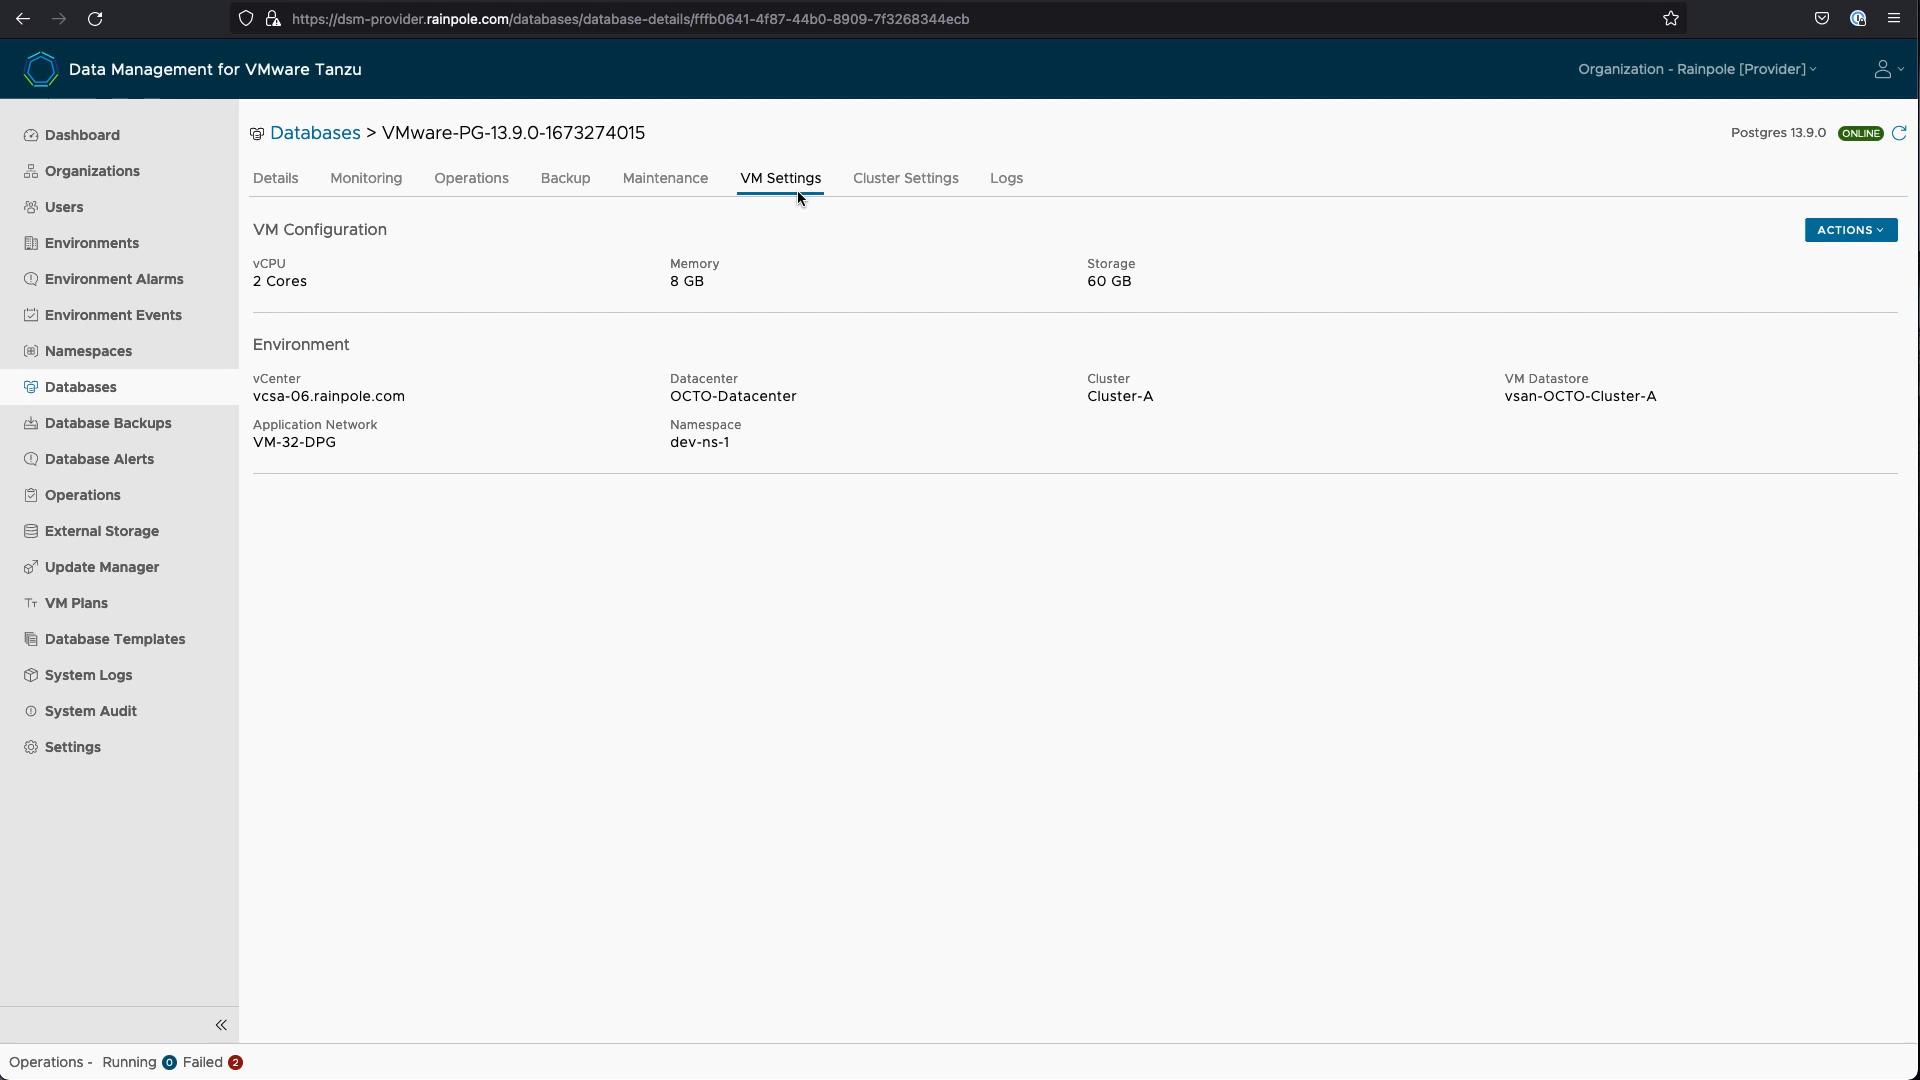 https://dsm-provider.rainpole.com/databases/database-details/fffb0641-4f87-44b0-8909-7f3268344ecb
Data Management for VMware Tanzu
Organization - Rainpole [Provider]
Dashboard
Organizations
Users
Environments
Environment Alarms
Environment Events
Namespaces
Databases
Database Backups
Database Alerts
Operations
External Storage
Update Manager
VM Plans
Database Templates
System Logs
System Audit
Settings
Databases > VMware-PG-13.9.0-1673274015
Postgres 13.9.0 ONLINE
Details Monitoring Operations Backup Maintenance VM Settings Cluster Settings Logs
VM Configuration
ACTIONS
vCPU Memory Storage
2 Cores 8 GB 60 GB
Environment
vCenter Datacenter Cluster VM Datastore
vcsa-06.rainpole.com OCTO-Datacenter Cluster-A vsan-OCTO-Cluster-A
Application Network Namespace
VM-32-DPG dev-ns-1
Operations - Running 0 Failed 2